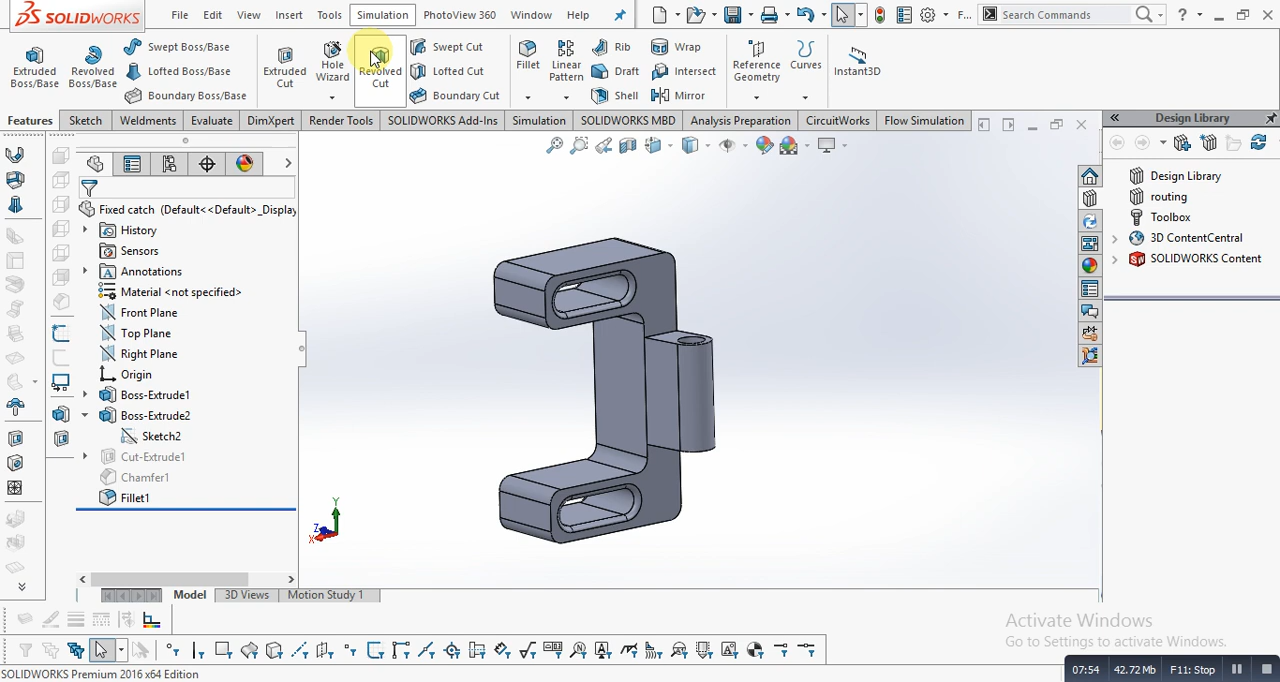 SOLIDWORKS File Edit View Insert Tools Simulation PhotoView 360 Window Help F... Search Commands
Extruded Boss/Base
Revolved Boss/Base
Swept Boss/Base
Lofted Boss/Base
Boundary Boss/Base
Extruded Cut
Hole Wizard
Revolved Cut
Swept Cut
Lofted Cut
Boundary Cut
Fillet
Linear Pattern
Rib
Draft
Shell
Wrap
Intersect
Mirror
Reference Geometry
Curves
Instant3D
Features Sketch Weldments Evaluate DimXpert Render Tools SOLIDWORKS Add-Ins Simulation SOLIDWORKS MBD Analysis Preparation CircuitWorks Flow Simulation
Design Library
Design Library
routing
Toolbox
3D ContentCentral
SOLIDWORKS Content
Fixed catch (Default<<Default>_Display
History
Sensors
Annotations
Material <not specified>
Front Plane
Top Plane
Right Plane
Origin
Boss-Extrude1
Boss-Extrude2
Sketch2
Cut-Extrude1
Chamfer1
Fillet1
Y
Z
X
Model 3D Views Motion Study 1
Activate Windows
Go to Settings to activate Windows.
SOLIDWORKS Premium 2016 x64 Edition
07:54 42.72 MB F11: Stop